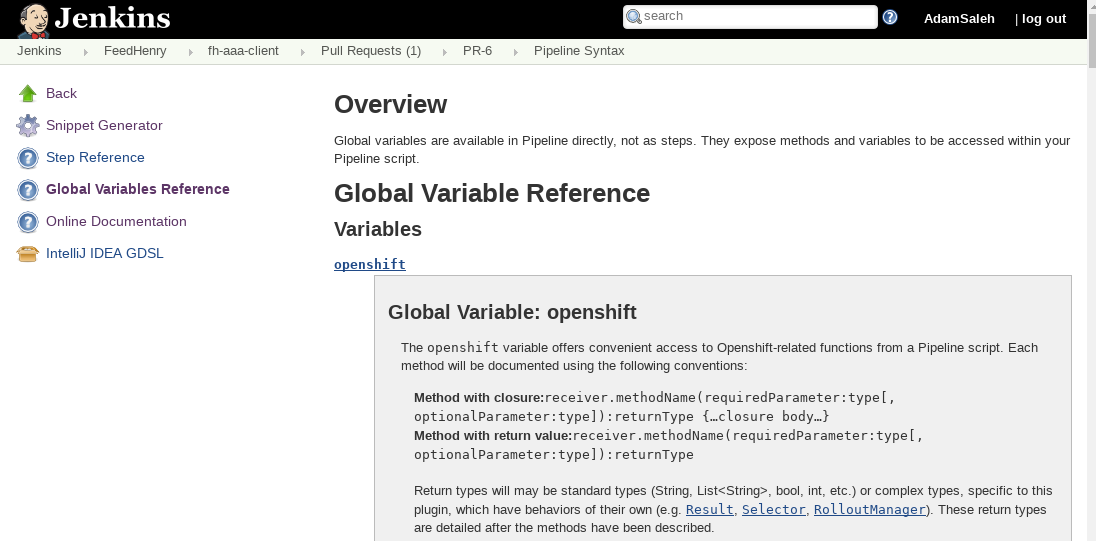 Jenkins
search
AdamSaleh | log out
Jenkins FeedHenry fh-aaa-client Pull Requests (1) PR-6 Pipeline Syntax
Back
Snippet Generator
Step Reference
Global Variables Reference
Online Documentation
IntelliJ IDEA GDSL
Overview
Global variables are available in Pipeline directly, not as steps. They expose methods and variables to be accessed within your
Pipeline script.
Global Variable Reference
Variables
openshift
Global Variable: openshift
The openshift variable offers convenient access to Openshift-related functions from a Pipeline script. Each
method will be documented using the following conventions:
Method with closure:receiver.methodName(requiredParameter:type[,
optionalParameter:type]):returnType {…closure body…}
Method with return value:receiver.methodName(requiredParameter:type[,
optionalParameter:type]):returnType
Return types will may be standard types (String, List<String>, bool, int, etc.) or complex types, specific to this
plugin, which have behaviors of their own (e.g. Result, Selector, RolloutManager). These return types
are detailed after the methods have been described.